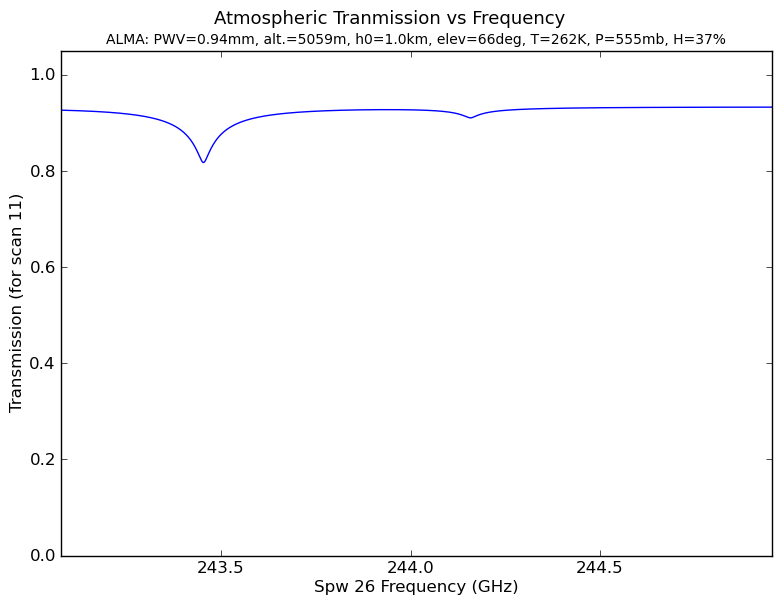 Atmospheric Tranmission vs Frequency
ALMA: PWV=0.94mm, alt.=5059m, h0=1.0km, elev=66deg, T=262K, P=555mb, H=37%
1.0
0.8
0.6
0.4
0.2
0.0
Transmission (for scan 11)
243.5 244.0 244.5
Spw 26 Frequency (GHz)